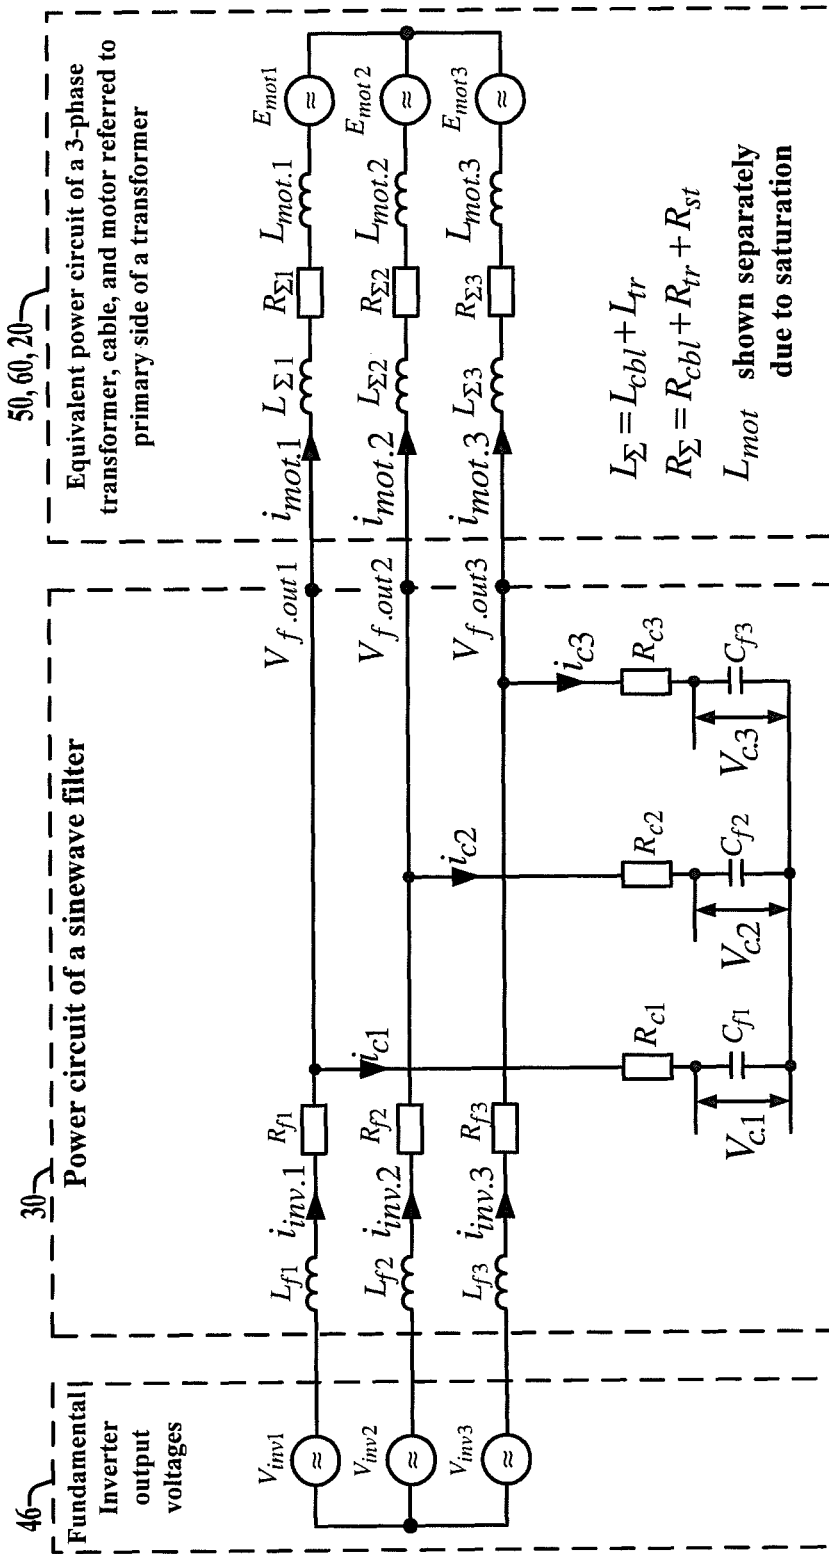 46
Fundamental
Inverter
output
voltages
V_inv1
V_inv2
V_inv3
30
Power circuit of a sinewave filter
L_f1
i_inv.1
R_f1
L_f2
i_inv.2
R_f2
L_f3
i_inv.3
R_f3
i_c1
i_c2
i_c3
R_c1
R_c2
R_c3
V_c.1
C_f1
V_c.2
C_f2
V_c.3
C_f3
V_f.out1
V_f.out2
V_f.out3
50, 60, 20
Equivalent power circuit of a 3-phase
transformer, cable, and motor referred to
primary side of a transformer
i_mot.1
L_Σ1
R_Σ1
L_mot.1
E_mot1
i_mot.2
L_Σ2
R_Σ2
L_mot.2
E_mot2
i_mot.3
L_Σ3
R_Σ3
L_mot.3
E_mot3
L_Σ = L_cbl + L_tr
R_Σ = R_cbl + R_tr + R_st
L_mot shown separately
due to saturation